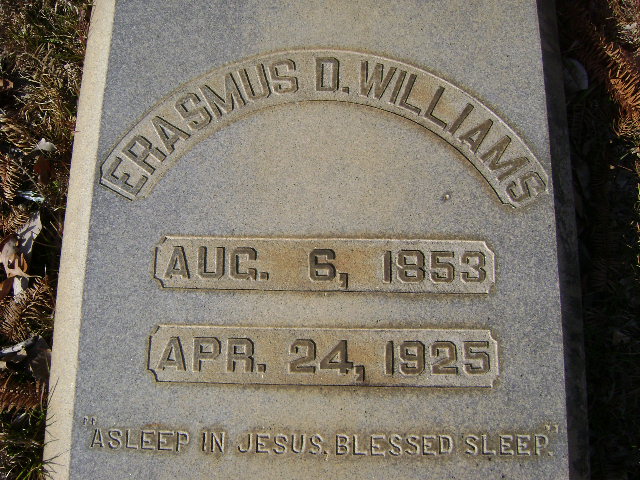 ERASMUS D. WILLIAMS
AUG. 6, 1853
APR. 24, 1925
"ASLEEP IN JESUS, BLESSED SLEEP."